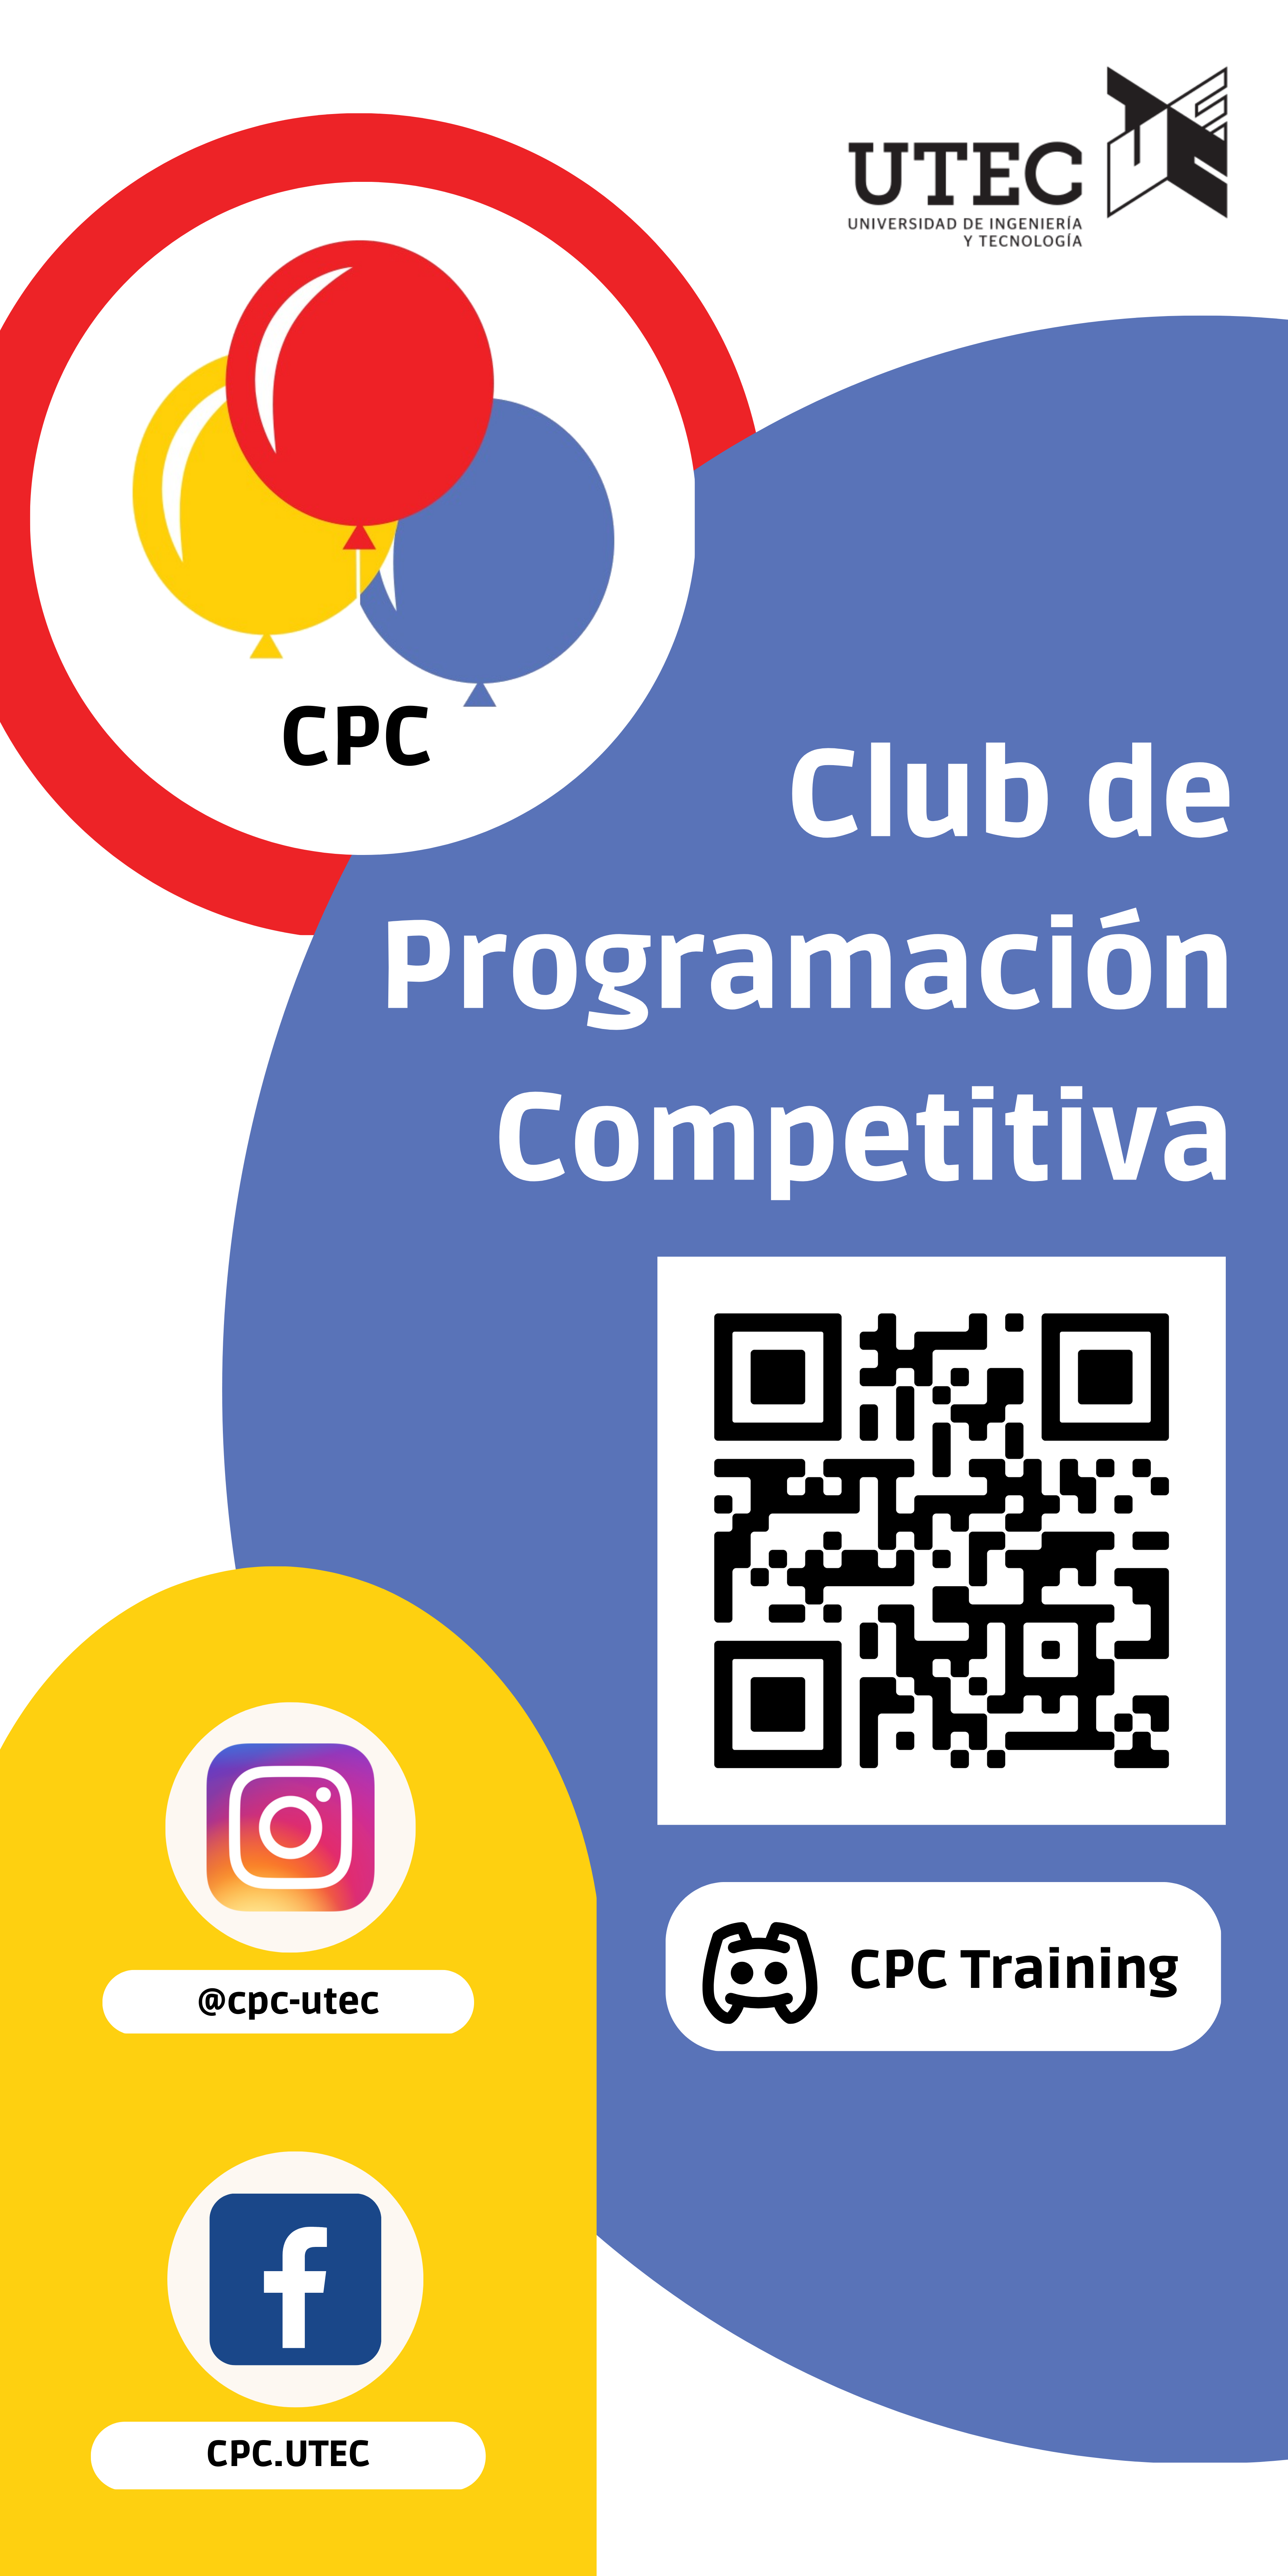 UTEC
UNIVERSIDAD DE INGENIERÍA
Y TECNOLOGÍA
CPC
Club de
Programación
Competitiva
CPC Training
@cpc-utec
CPC.UTEC